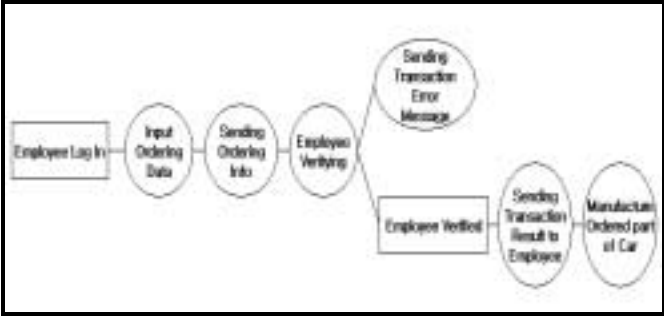 Employee Log In
Input
Ordering
Data
Sending
Ordering
Info
Employee
Verifying
Sending
Transaction
Error
Message
Employee Verified
Sending
Transaction
Result to
Employee
Manufacture
Ordered part
of Car